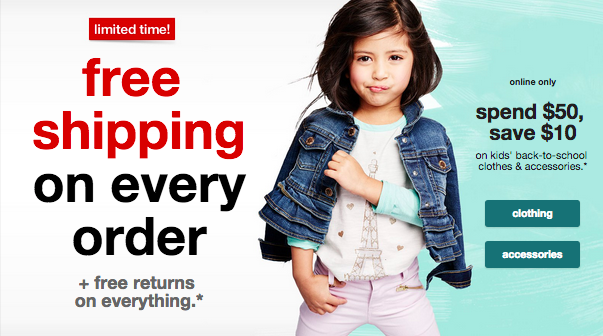 limited time!
free
shipping
on every
order
+ free returns
on everything.*
online only
spend $50,
save $10
on kids' back-to-school
clothes & accessories.*
clothing
accessories